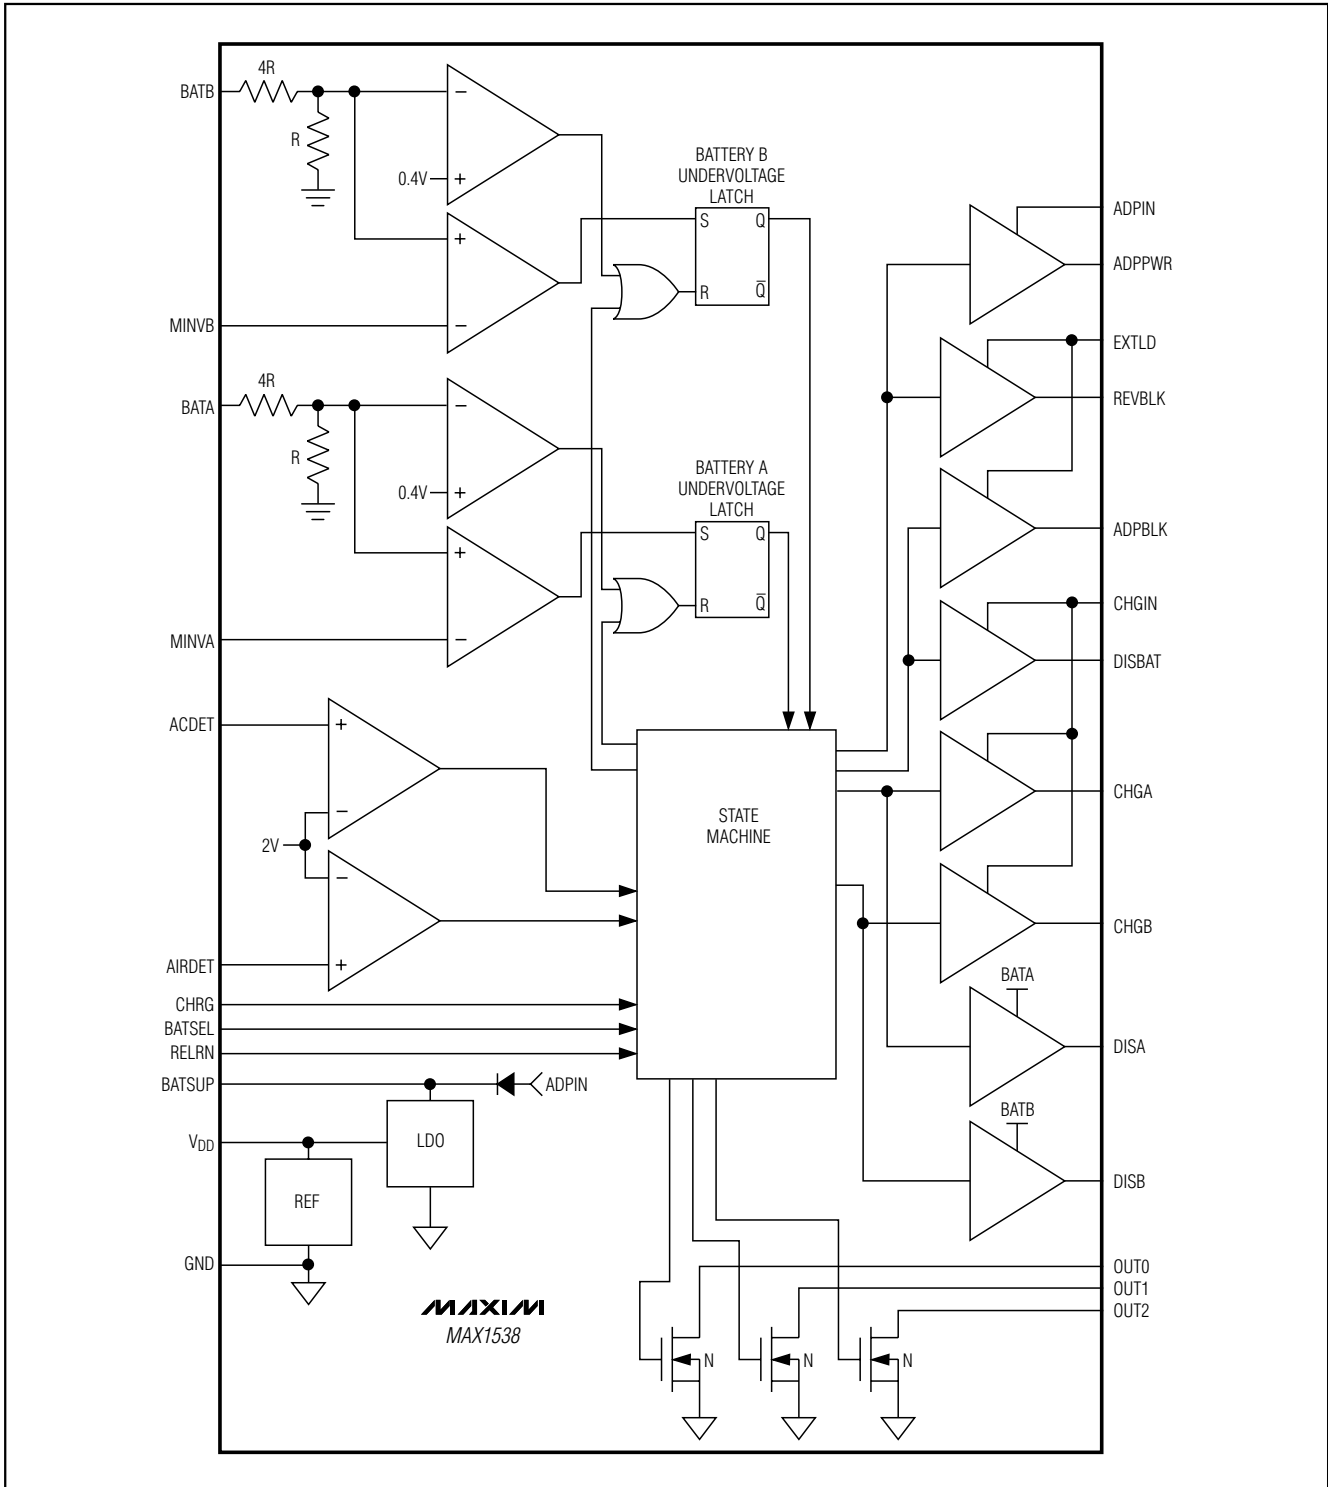 4R
BATB
−
R
0.4V
+
BATTERY B
UNDERVOLTAGE
LATCH
S
Q
R
Q̅
+
−
MINVB
4R
BATA
−
R
0.4V
+
BATTERY A
UNDERVOLTAGE
LATCH
S
Q
R
Q̅
+
−
MINVA
ACDET
+
−
2V
−
+
AIRDET
CHRG
BATSEL
RELRN
BATSUP
ADPIN
LDO
VDD
REF
GND
STATE
MACHINE
ADPIN
ADPPWR
EXTLD
REVBLK
ADPBLK
CHGIN
DISBAT
CHGA
CHGB
BATA
DISA
BATB
DISB
OUT0
OUT1
OUT2
N
N
N
MAXIM
MAX1538